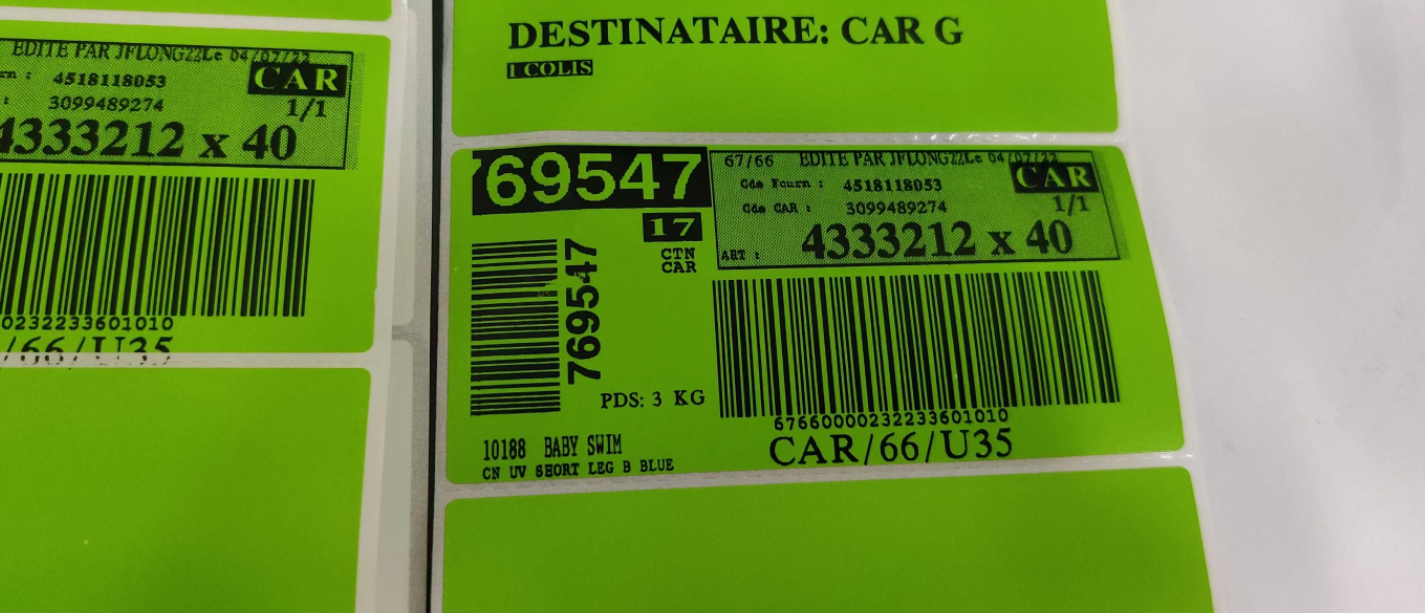 EDITE PAR JFLONG22Le 04/07/22
rn : 4518118053
CAR
: 3099489274
1/1
4333212 x 40
0232233601010
/66/U35
DESTINATAIRE: CAR G
1 COLIS
69547
17
CTN
CAR
769547
PDS: 3 KG
10188 BABY SWIM
CN UV SHORT LEG B BLUE
67/66 EDITE PAR JFLONG22Le 04/07/22
Cde Fourn : 4518118053
CAR
Cde CAR : 3099489274
1/1
ART : 4333212 x 40
67660000232233601010
CAR/66/U35